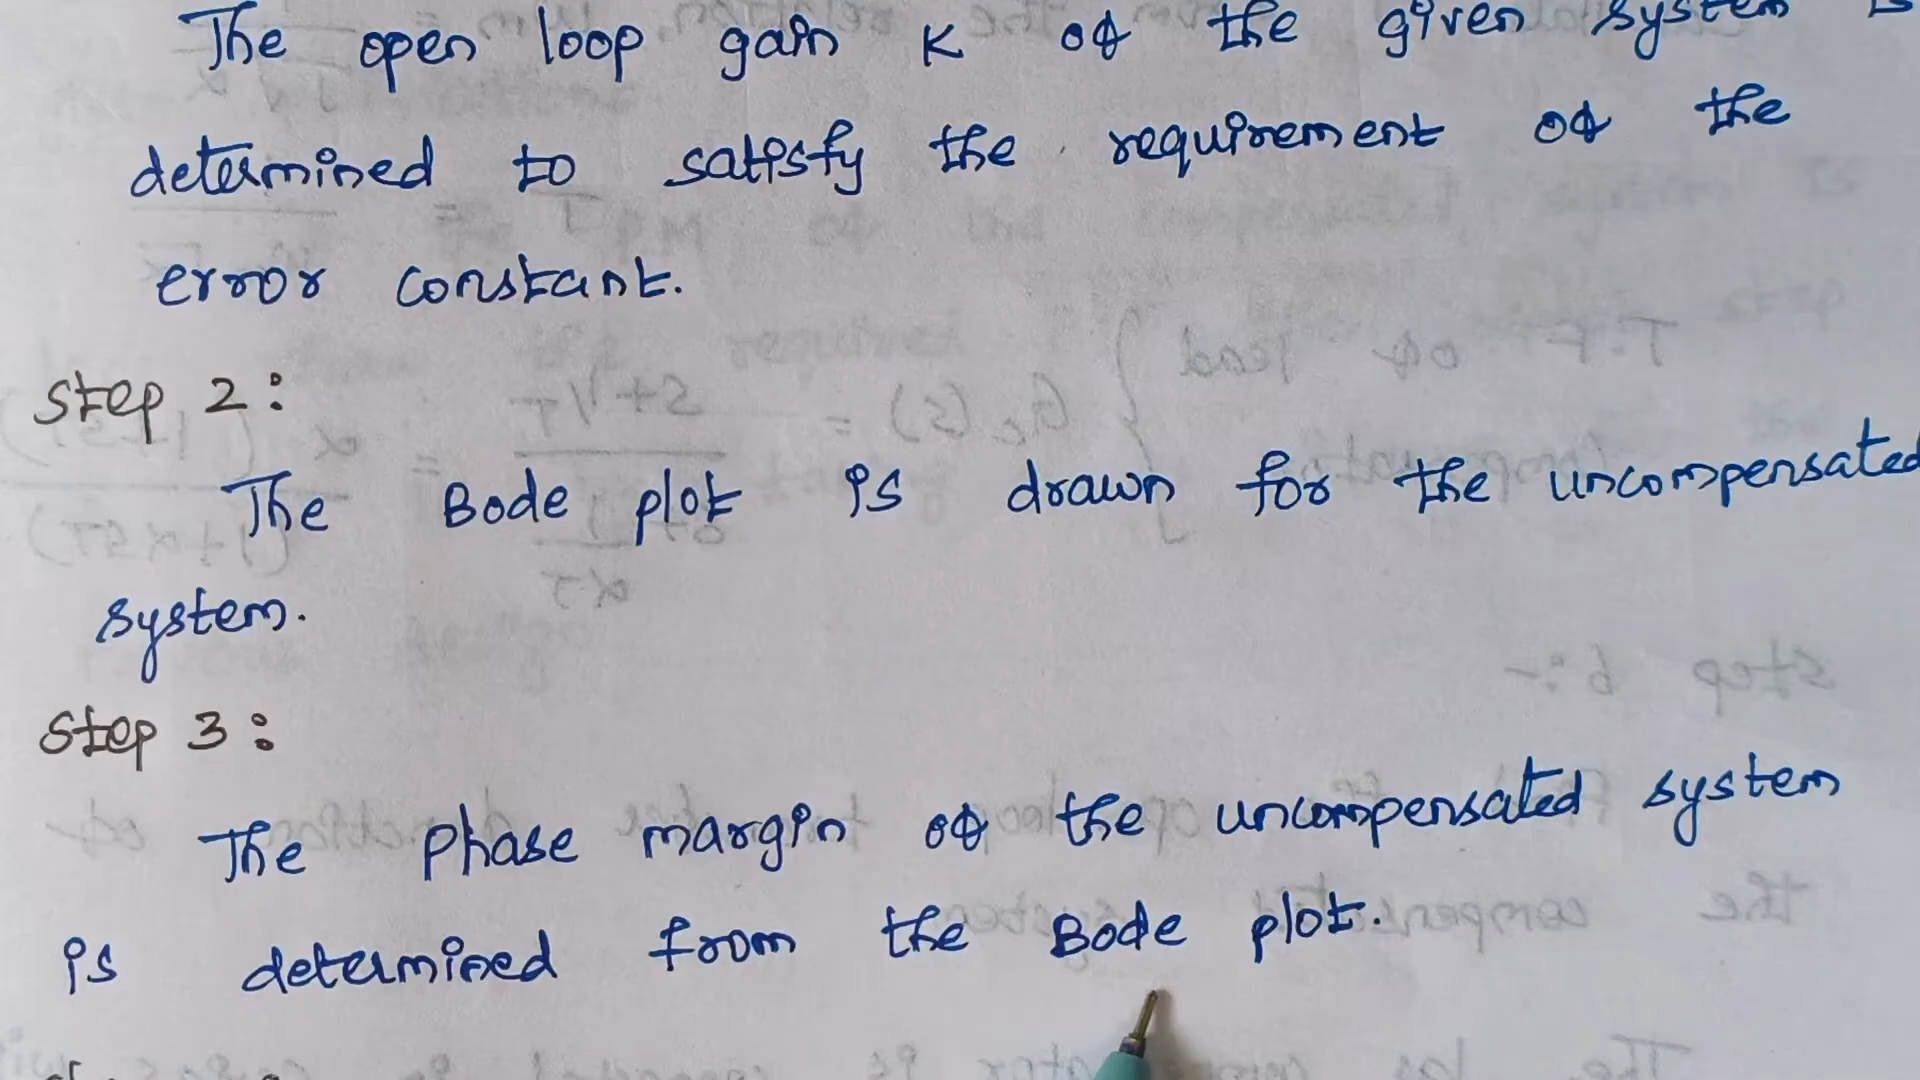 The open loop gain K of the given system is
determined to satisfy the requirement of the
error constant.
Step 2:
The Bode plot is drawn for the uncompensated
system.
Step 3:
The Phase margin of the uncompensated system
is determined from the Bode plot.